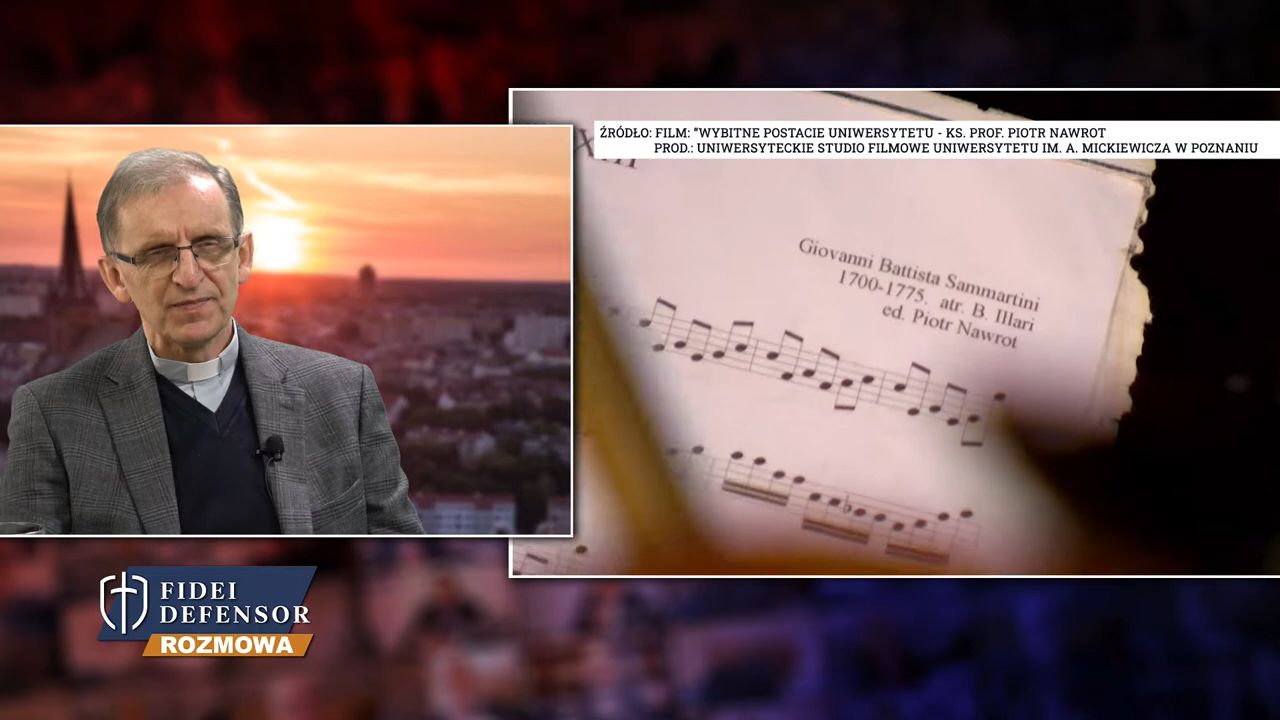 ŹRÓDŁO: FILM: "WYBITNE POSTACIE UNIWERSYTETU - KS. PROF. PIOTR NAWROT
PROD.: UNIWERSYTECKIE STUDIO FILMOWE UNIWERSYTETU IM. A. MICKIEWICZA W POZNANIU
Giovanni Battista Sammartini
1700-1775. atr. B. Illari
ed. Piotr Nawrot
FIDEI
DEFENSOR
ROZMOWA